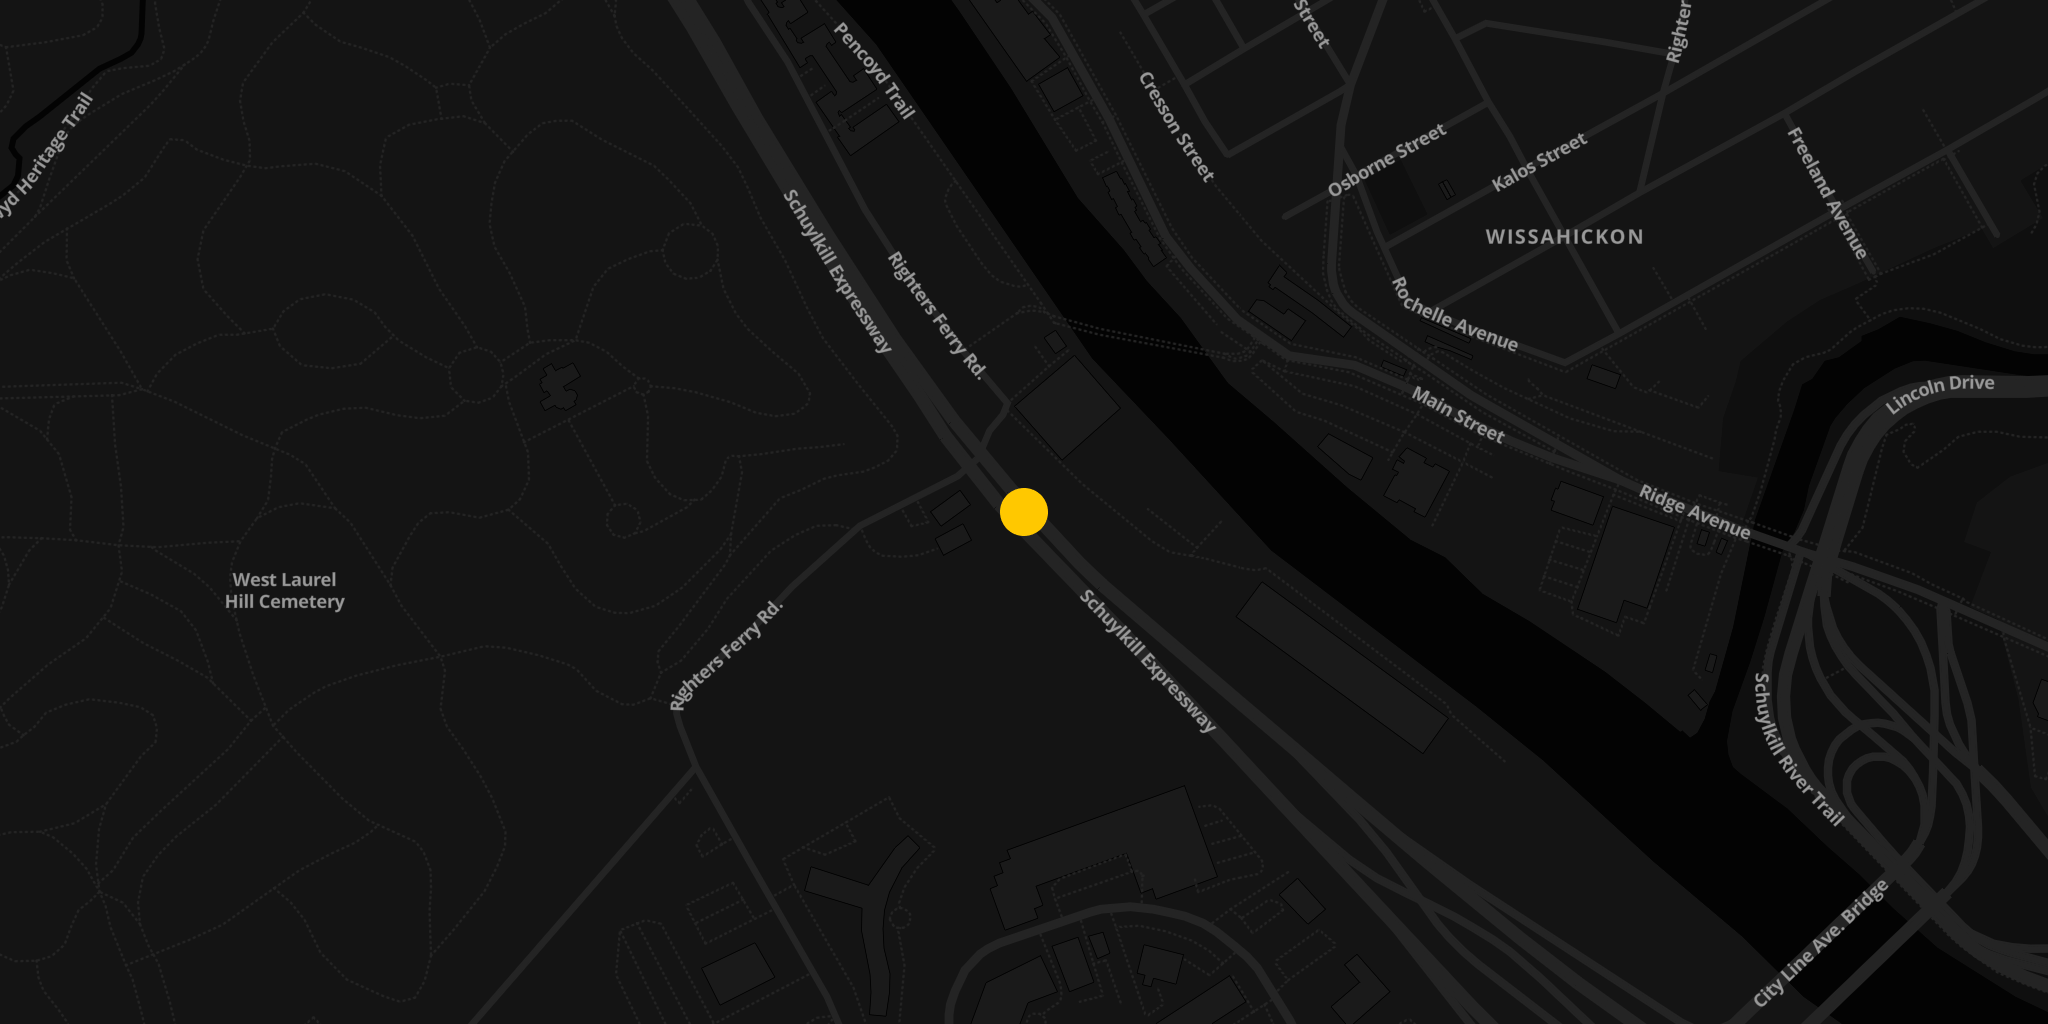 Pencoyd Trail
Street
Righter
Cresson Street
yd Heritage Trail
Osborne Street
Kalos Street
Freeland Avenue
WISSAHICKON
Schuylkill Expressway
Righters Ferry Rd.
Rochelle Avenue
Main Street
Lincoln Drive
Ridge Avenue
West Laurel
Hill Cemetery
Righters Ferry Rd.
Schuylkill Expressway
Schuylkill River Trail
City Line Ave. Bridge